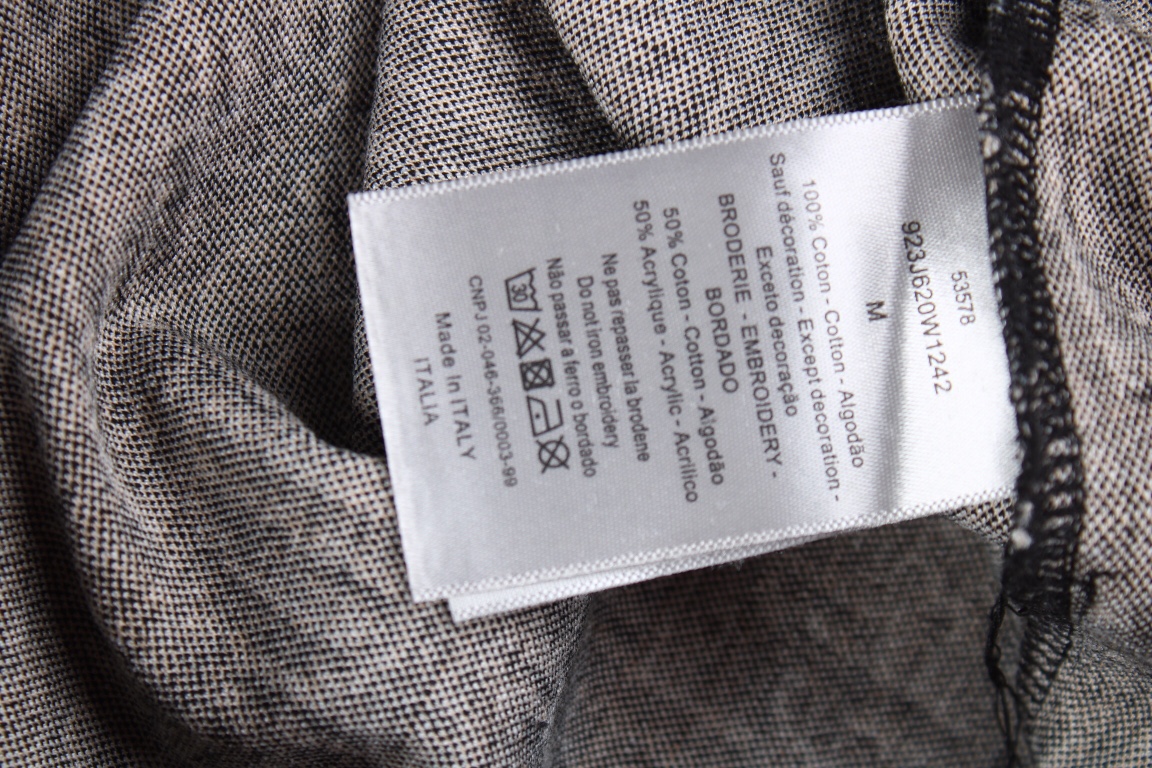 53578
923J620W1242
M
100% Coton - Cotton - Algodão
Sauf décoration - Except decoration -
Exceto decoração
BRODERIE - EMBROIDERY -
BORDADO
50% Coton - Cotton - Algodão
50% Acrylique - Acrylic - Acrilico
Ne pas repasser la broderie
Do not iron embroidery
Não passar a ferro o bordado
30
CNPJ 02-046-366/0003-99
Made In ITALY
ITALIA